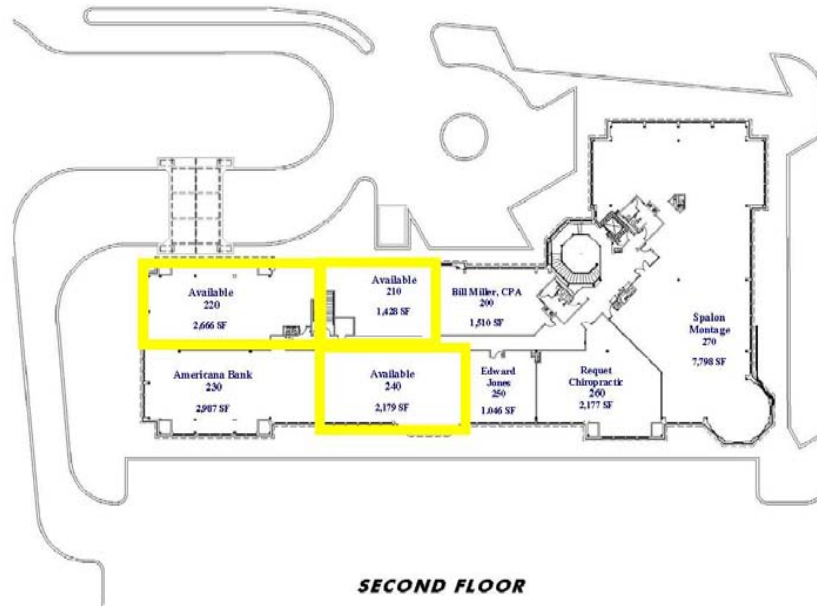 Available
220
2,666 SF
Available
210
1,428 SF
Bill Miller, CPA
200
1,510 SF
Spalon
Montage
270
7,798 SF
Americana Bank
230
2,987 SF
Available
240
2,179 SF
Edward
Jones
250
1,046 SF
Requet
Chiropractic
260
2,177 SF
SECOND FLOOR